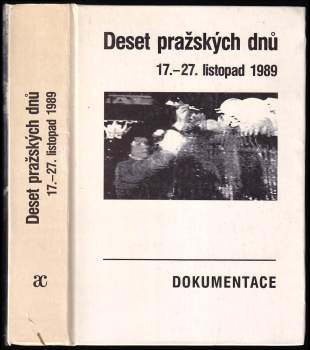 Deset pražských dnů
17.–27. listopad 1989
DOKUMENTACE
Deset pražských dnů
17.–27. listopad 1989
ac